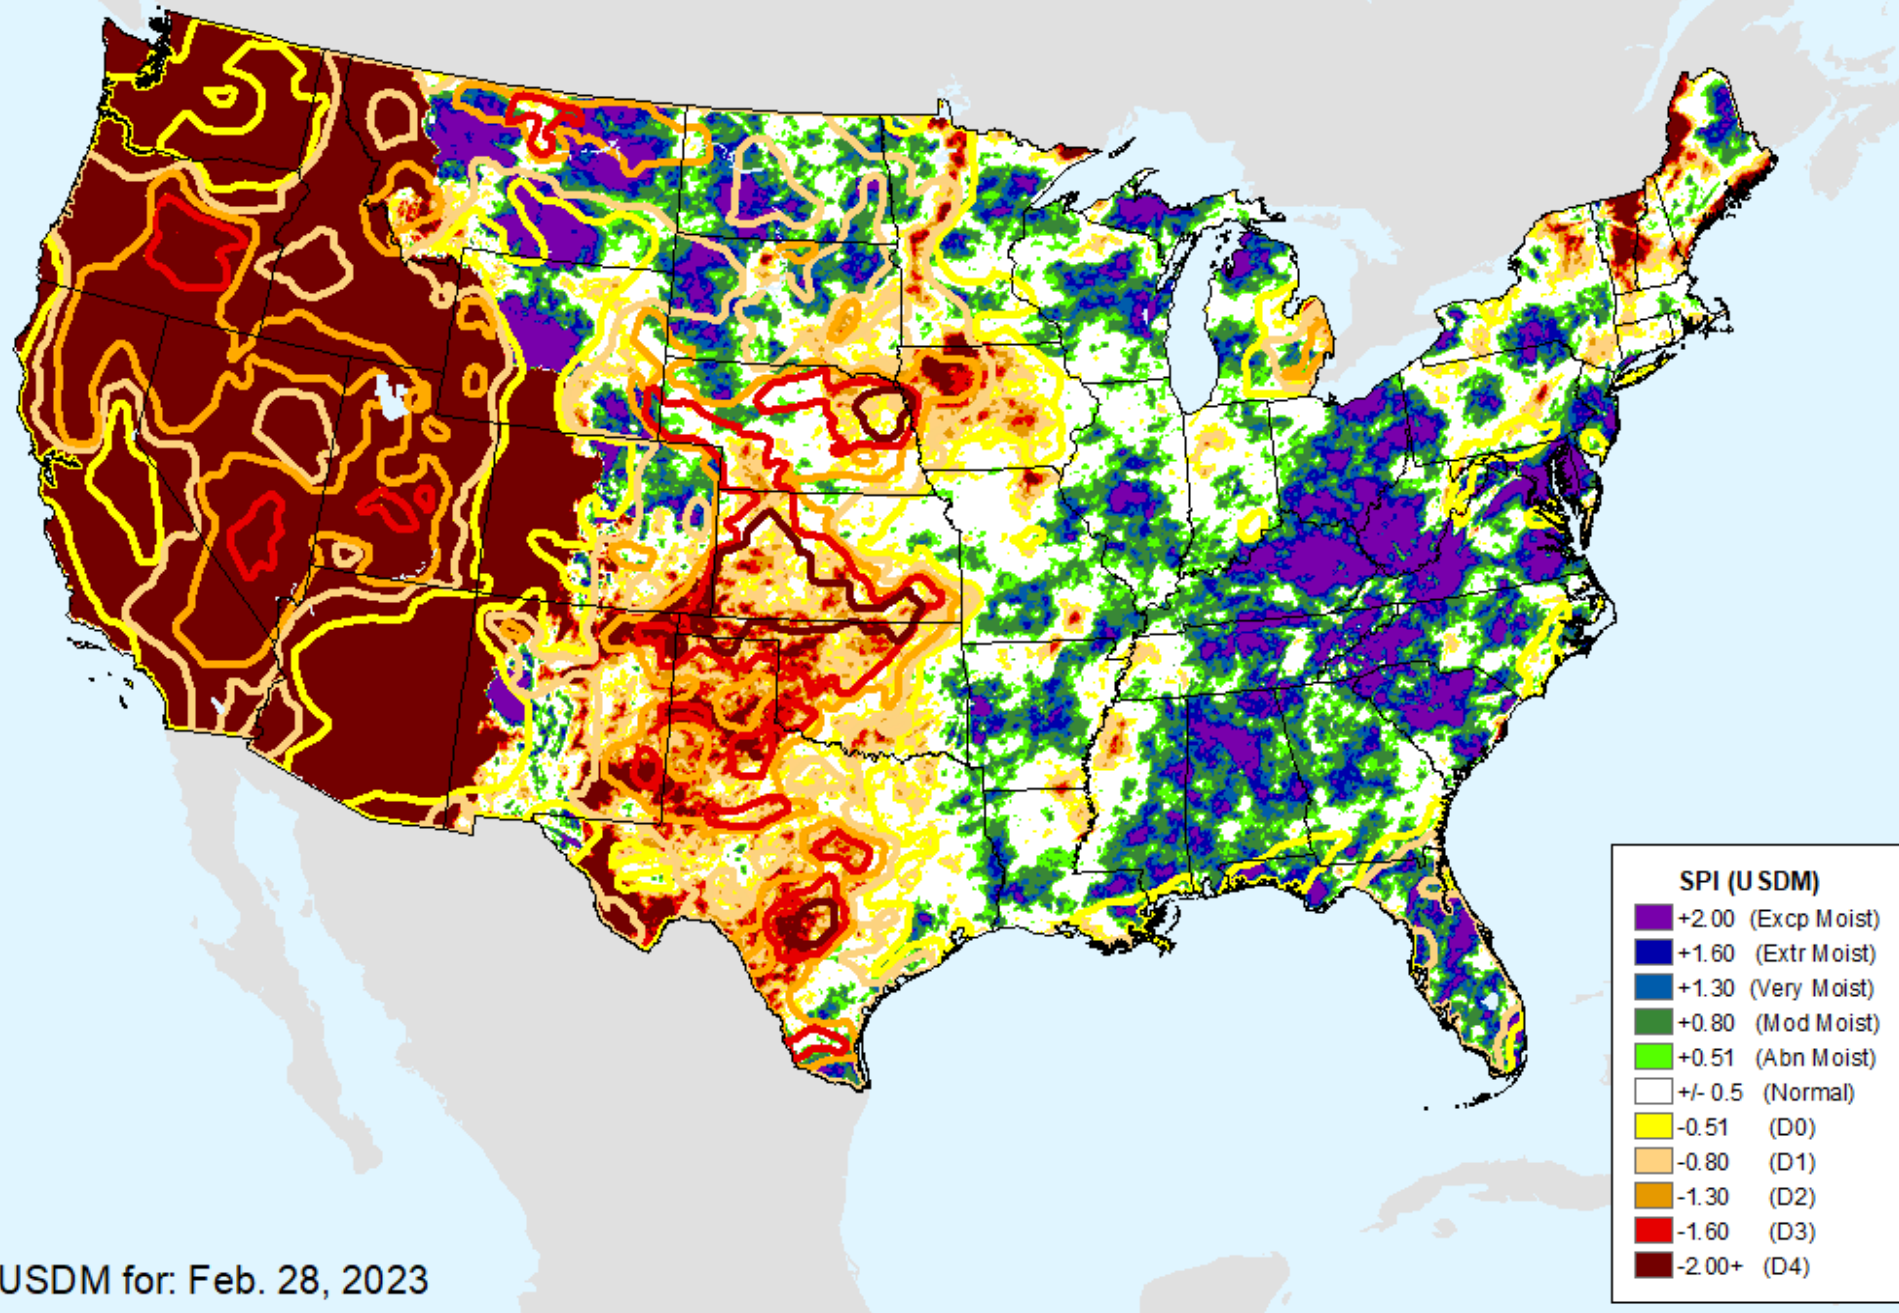 SPI (USDM)
+2.00 (Excp Moist)
+1.60 (Extr Moist)
+1.30 (Very Moist)
+0.80 (Mod Moist)
+0.51 (Abn Moist)
+/- 0.5 (Normal)
-0.51 (D0)
-0.80 (D1)
-1.30 (D2)
-1.60 (D3)
-2.00+ (D4)
USDM for: Feb. 28, 2023